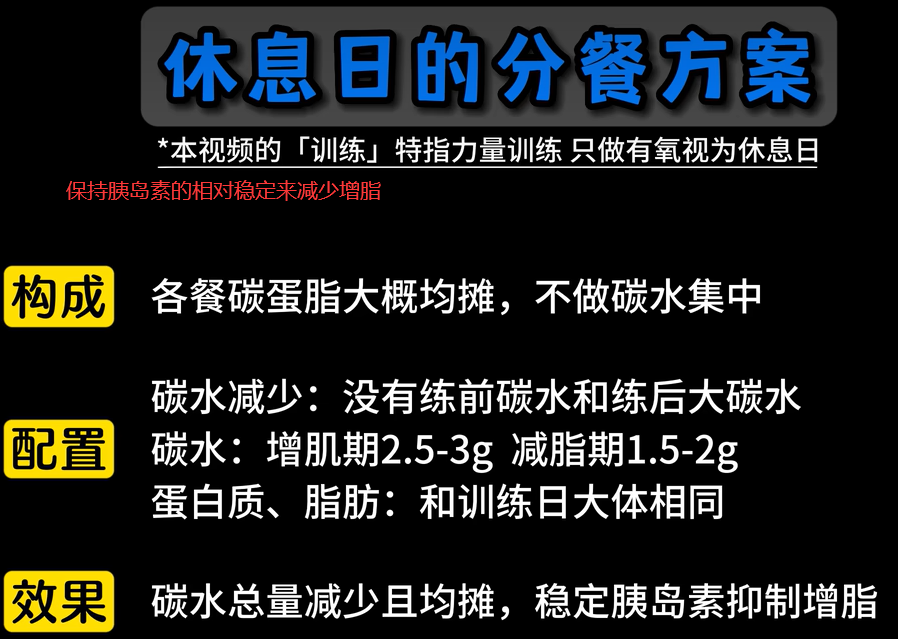 休息日的分餐方案
*本视频的「训练」特指力量训练 只做有氧视为休息日
保持胰岛素的相对稳定来减少增脂
构成
各餐碳蛋脂大概均摊，不做碳水集中
碳水减少：没有练前碳水和练后大碳水
配置
碳水：增肌期2.5-3g 减脂期1.5-2g
蛋白质、脂肪：和训练日大体相同
效果
碳水总量减少且均摊，稳定胰岛素抑制增脂